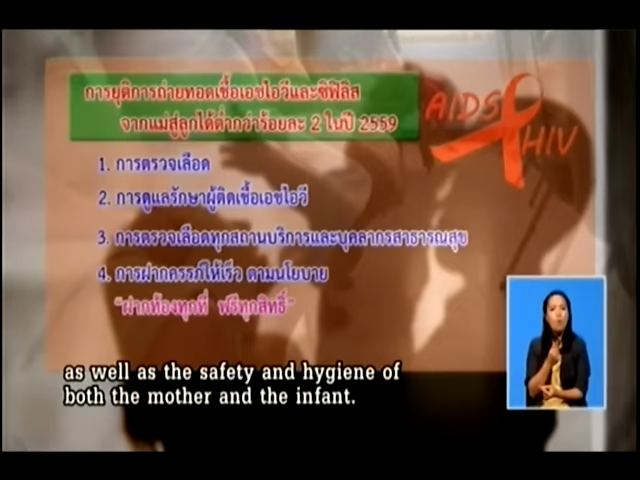 การยุติการถ่ายทอดเชื้อเอชไอวีและซิฟิลิส
จากแม่สู่ลูกได้ต่ำกว่าร้อยละ 2 ในปี 2559
AIDS
HIV
1. การตรวจเลือด
2. การดูแลรักษาผู้ติดเชื้อเอชไอวี
3. การตรวจเลือดทุกสถานบริการและบุคลากรสาธารณสุข
4. การฝากครรภ์ให้เร็ว ตามนโยบาย
"ฝากท้องทุกที่ ฟรีทุกสิทธิ์"
as well as the safety and hygiene of
both the mother and the infant.